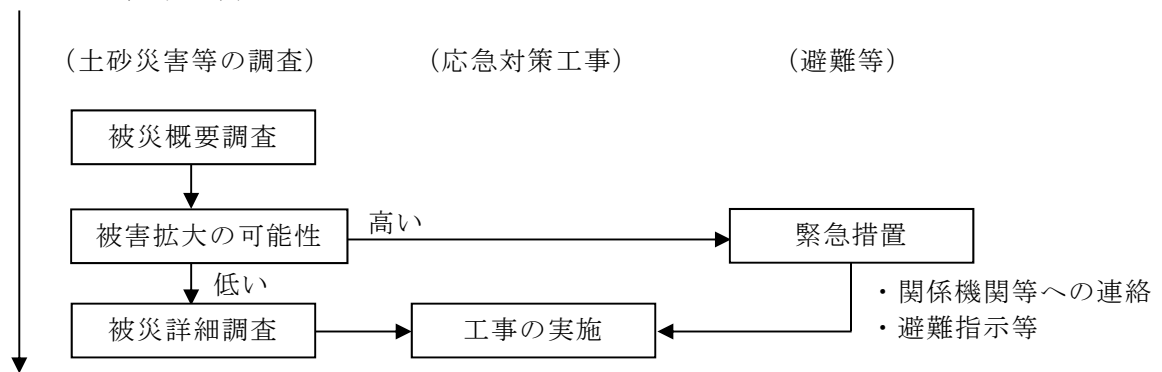 （土砂災害等の調査）　（応急対策工事）　（避難等）
被災概要調査
被害拡大の可能性　高い　緊急措置
低い
・関係機関等への連絡
被災詳細調査　工事の実施　・避難指示等